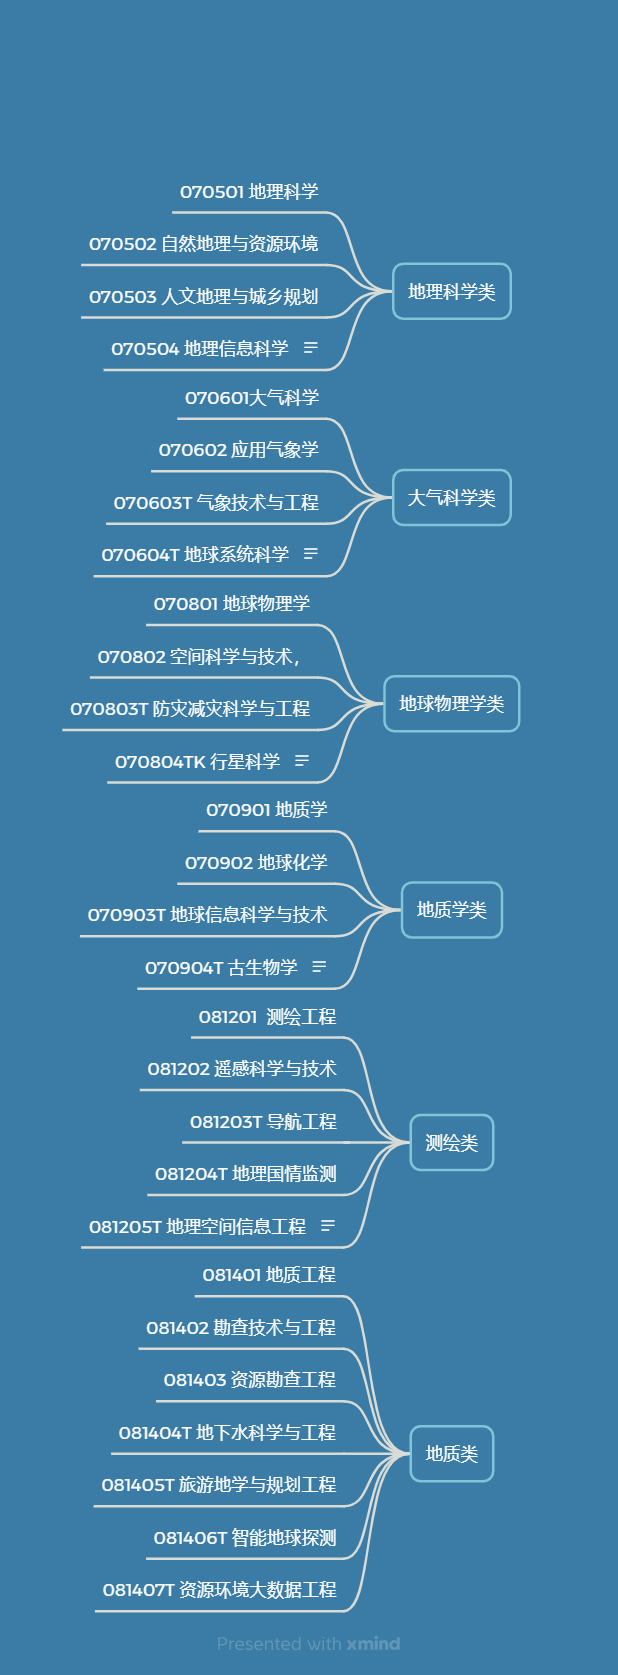 070501 地理科学
070502 自然地理与资源环境
地理科学类
070503 人文地理与城乡规划
070504 地理信息科学
070601大气科学
070602 应用气象学
大气科学类
070603T 气象技术与工程
070604T 地球系统科学
070801 地球物理学
070802 空间科学与技术，
地球物理学类
070803T 防灾减灾科学与工程
070804TK 行星科学
070901 地质学
070902 地球化学
地质学类
070903T 地球信息科学与技术
070904T 古生物学
081201 测绘工程
081202 遥感科学与技术
081203T 导航工程
测绘类
081204T 地理国情监测
081205T 地理空间信息工程
081401 地质工程
081402 勘查技术与工程
081403 资源勘查工程
081404T 地下水科学与工程
地质类
081405T 旅游地学与规划工程
081406T 智能地球探测
081407T 资源环境大数据工程
Presented with xmind